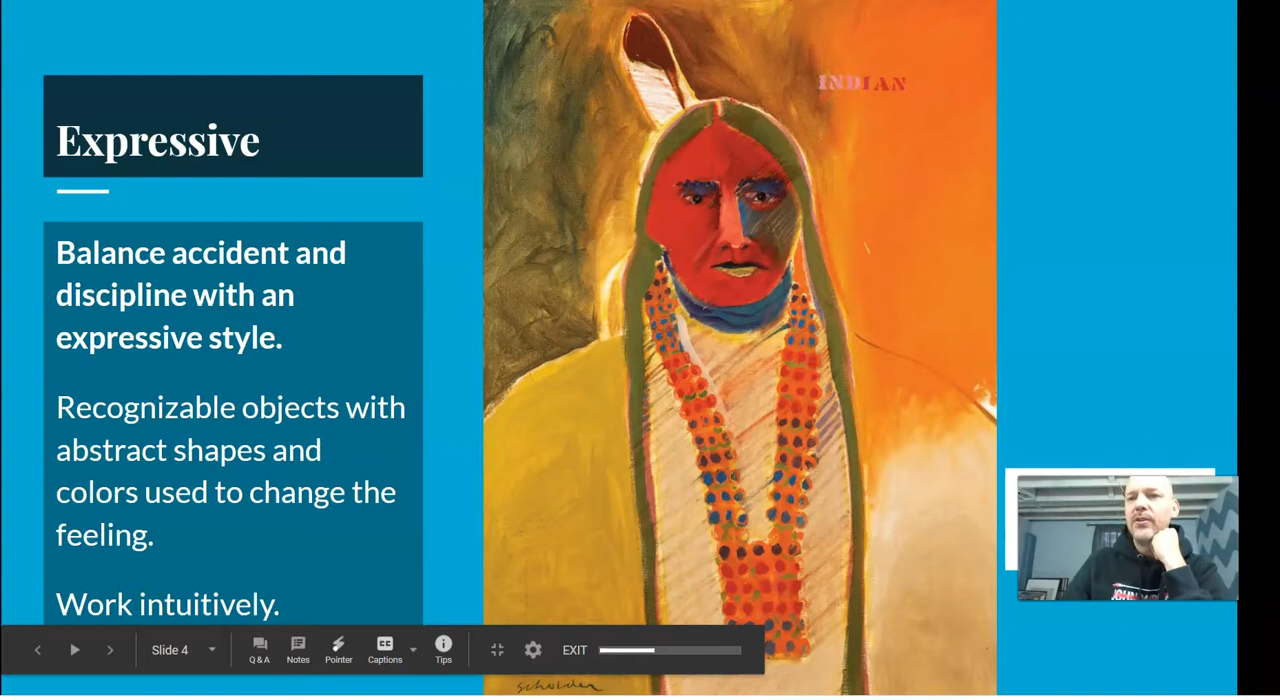 Expressive
Balance accident and
discipline with an
expressive style.
Recognizable objects with
abstract shapes and
colors used to change the
feeling.
Work intuitively.
INDIAN
scholder
Slide 4
Q & A
Notes
Pointer
Captions
Tips
EXIT